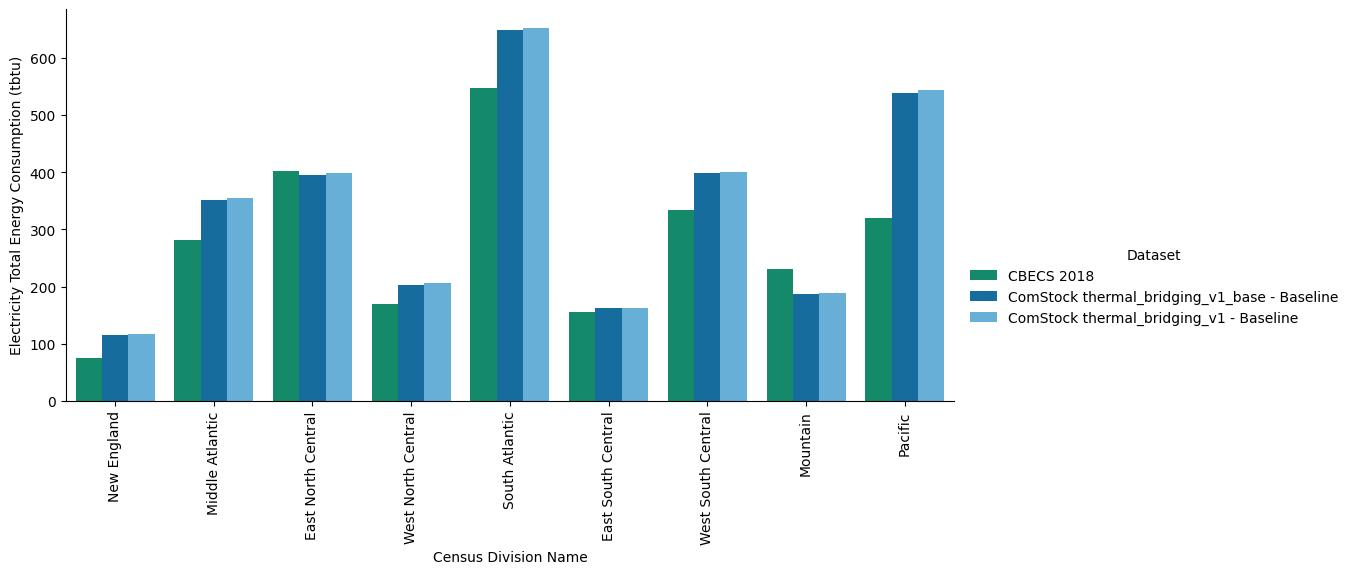 Electricity Total Energy Consumption (tbtu)
600
500
400
300
200
100
0
New England
Middle Atlantic
East North Central
West North Central
South Atlantic
East South Central
West South Central
Mountain
Pacific
Census Division Name
Dataset
CBECS 2018
ComStock thermal_bridging_v1_base - Baseline
ComStock thermal_bridging_v1 - Baseline